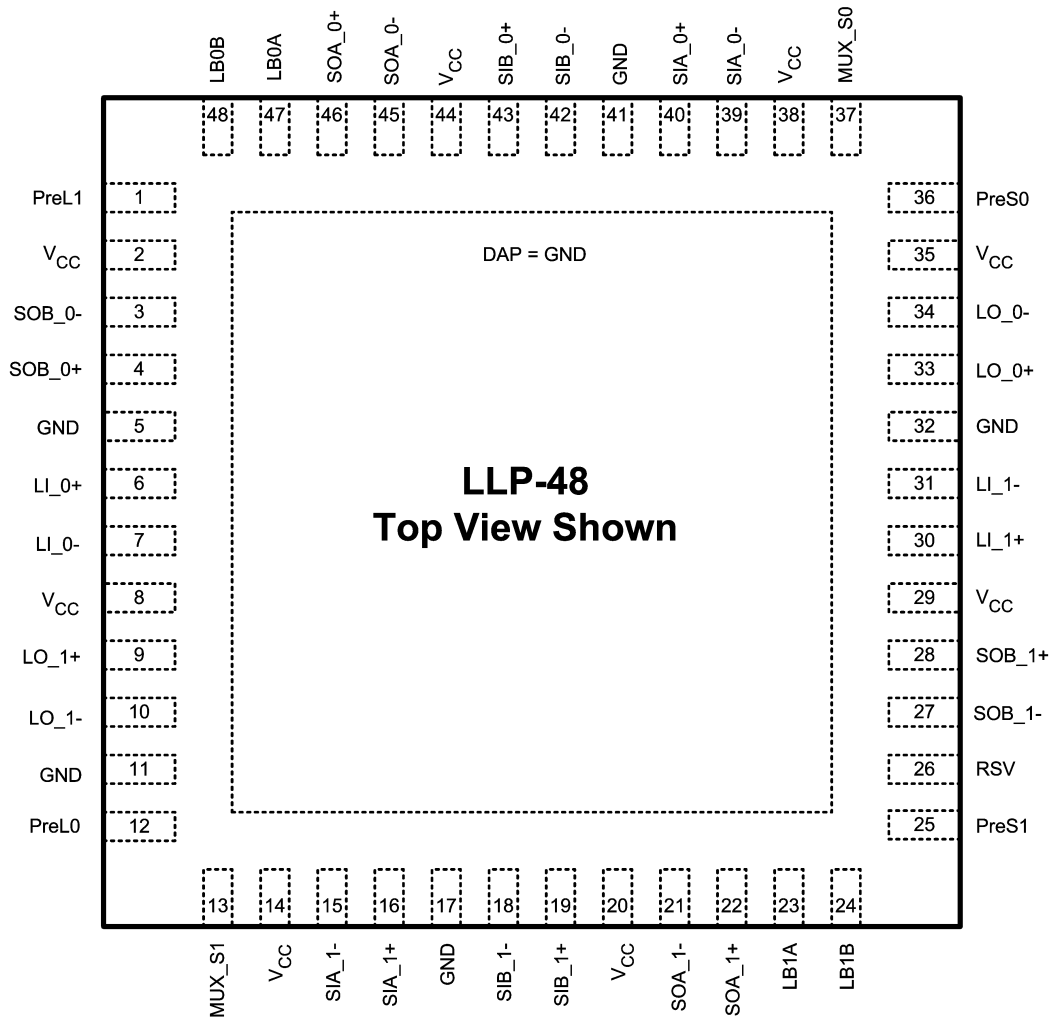 LB0B
LB0A
SOA_0+
SOA_0-
VCC
SIB_0+
SIB_0-
GND
SIA_0+
SIA_0-
VCC
MUX_S0
48
47
46
45
44
43
42
41
40
39
38
37
PreL1
1
36
PreS0
VCC
2
DAP = GND
35
VCC
SOB_0-
3
34
LO_0-
SOB_0+
4
33
LO_0+
GND
5
32
GND
LI_0+
6
LLP-48
31
LI_1-
Top View Shown
LI_0-
7
30
LI_1+
VCC
8
29
VCC
LO_1+
9
28
SOB_1+
LO_1-
10
27
SOB_1-
GND
11
26
RSV
PreL0
12
25
PreS1
13
14
15
16
17
18
19
20
21
22
23
24
MUX_S1
VCC
SIA_1-
SIA_1+
GND
SIB_1-
SIB_1+
VCC
SOA_1-
SOA_1+
LB1A
LB1B